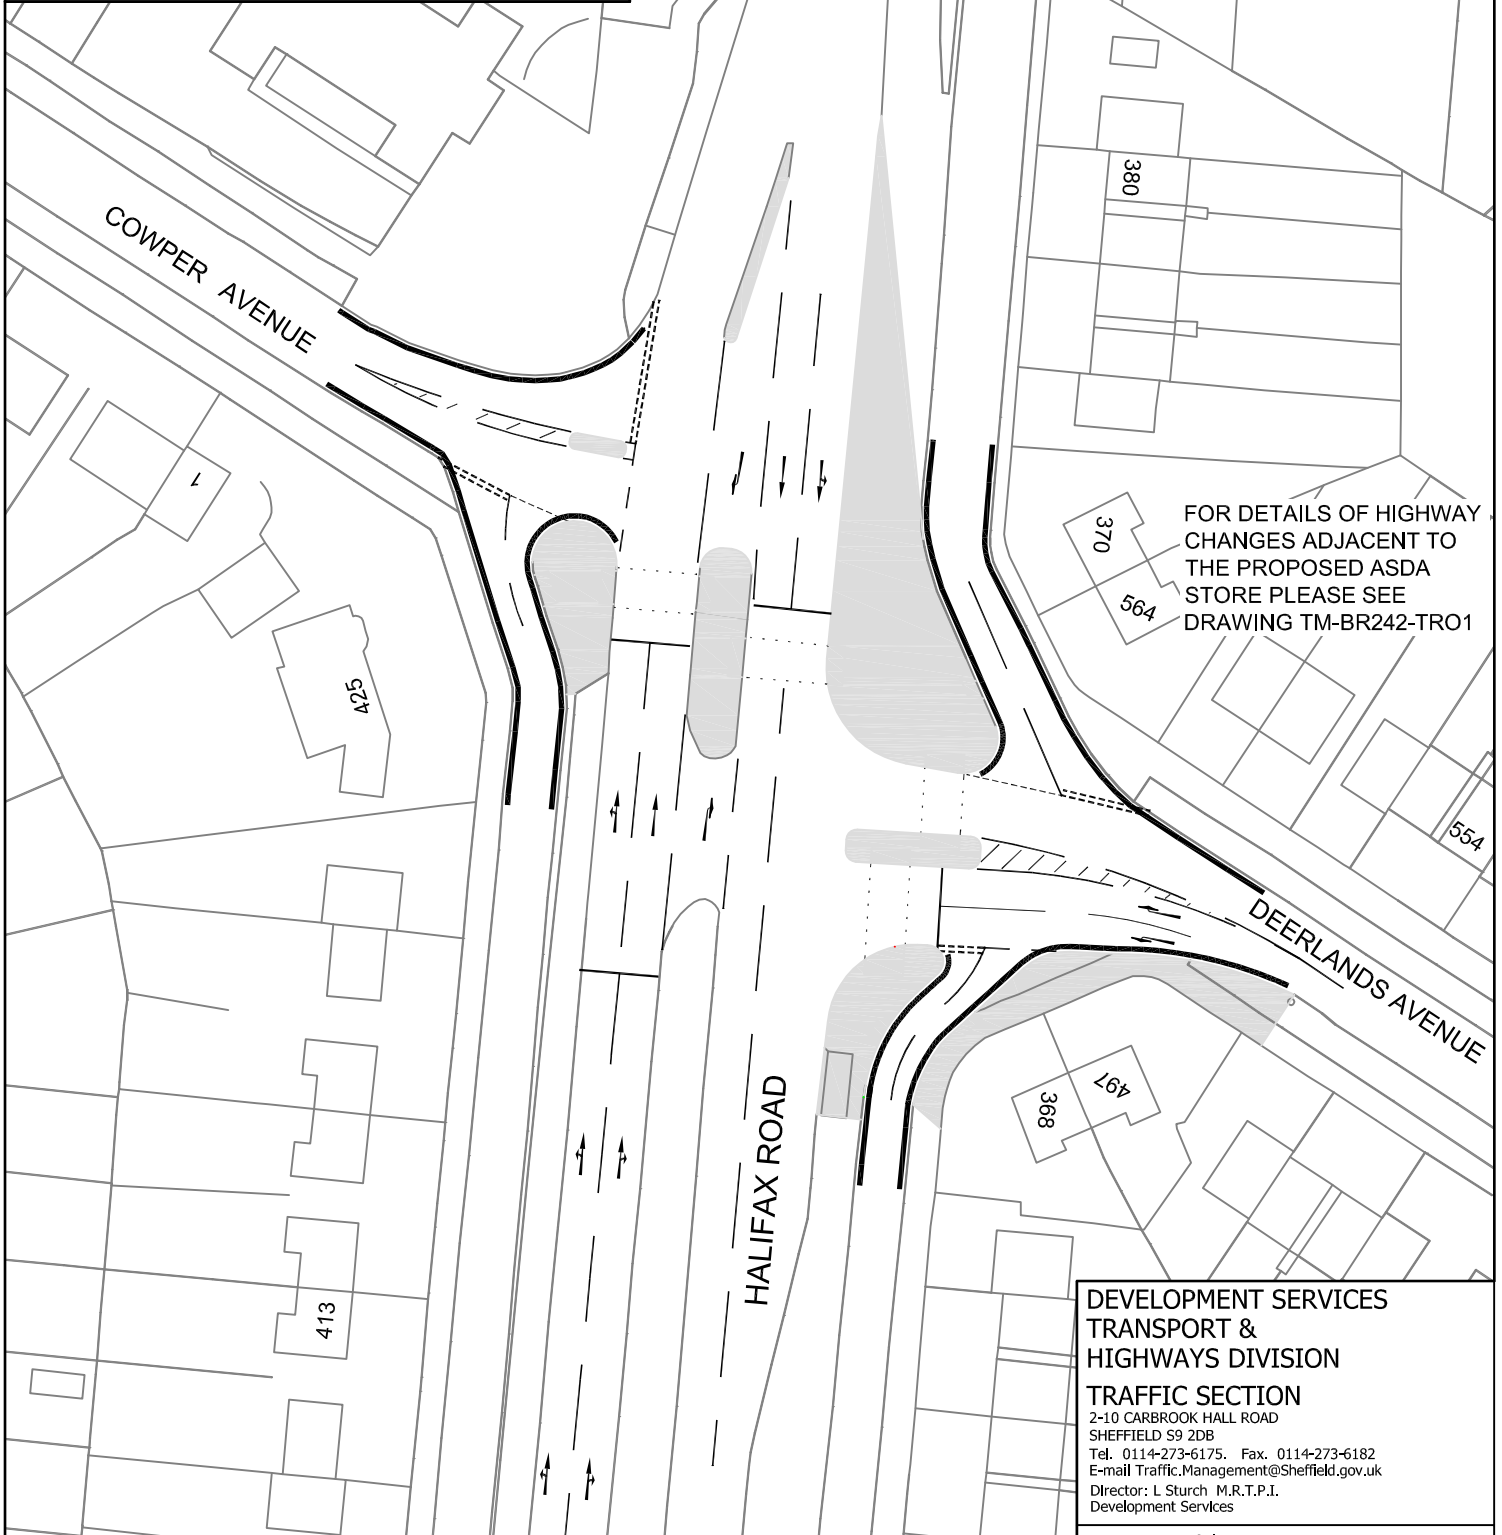 COWPER AVENUE
1
425
413
380
370
564
FOR DETAILS OF HIGHWAY
CHANGES ADJACENT TO
THE PROPOSED ASDA
STORE PLEASE SEE
DRAWING TM-BR242-TRO1
554
DEERLANDS AVENUE
497
368
HALIFAX ROAD
DEVELOPMENT SERVICES
TRANSPORT &
HIGHWAYS DIVISION
TRAFFIC SECTION
2-10 CARBROOK HALL ROAD
SHEFFIELD S9 2DB
Tel. 0114-273-6175. Fax. 0114-273-6182
E-mail Traffic.Management@Sheffield.gov.uk
Director: L Sturch M.R.T.P.I.
Development Services